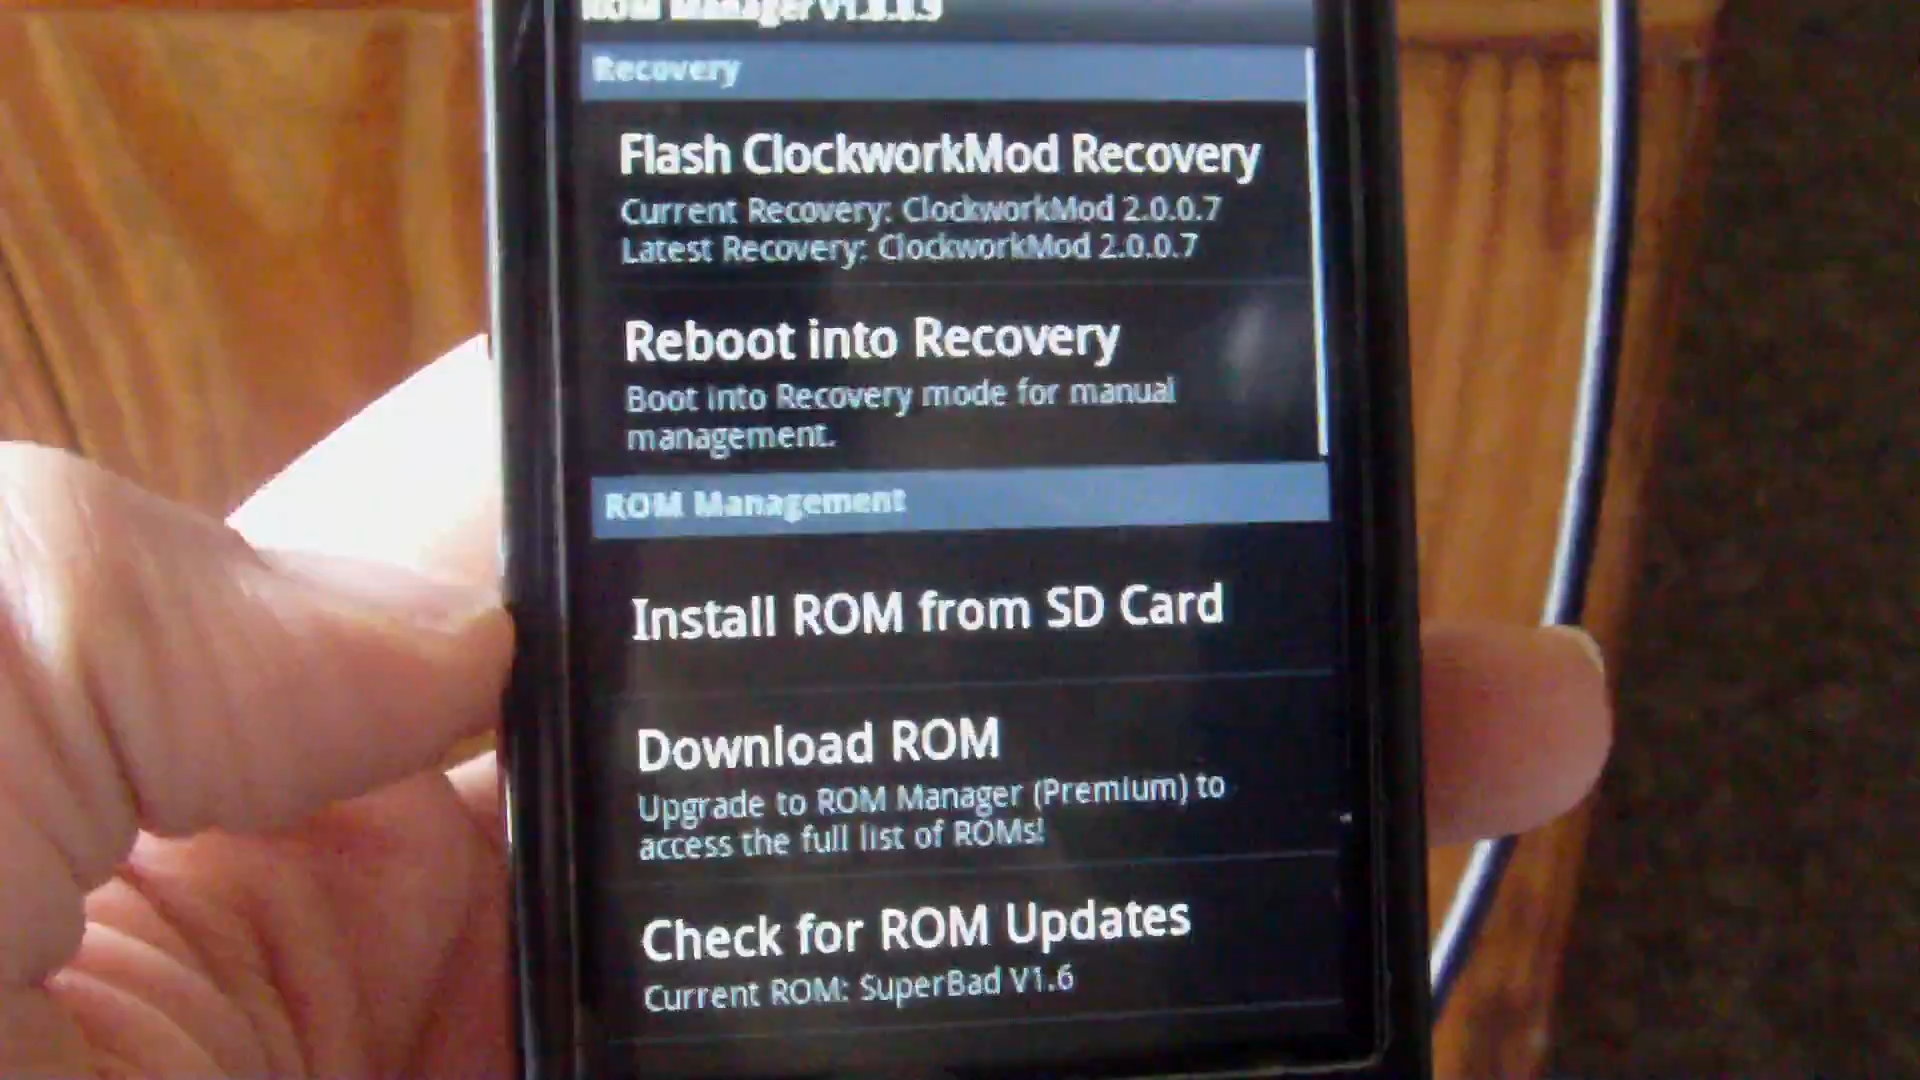 ROM Manager
Recovery
Flash ClockworkMod Recovery
Current Recovery: ClockworkMod 2.0.0.7
Latest Recovery: ClockworkMod 2.0.0.7
Reboot into Recovery
Boot into Recovery mode for manual
management.
ROM Management
Install ROM from SD Card
Download ROM
Upgrade to ROM Manager (Premium) to
access the full list of ROMs!
Check for ROM Updates
Current ROM: SuperBad V1.6